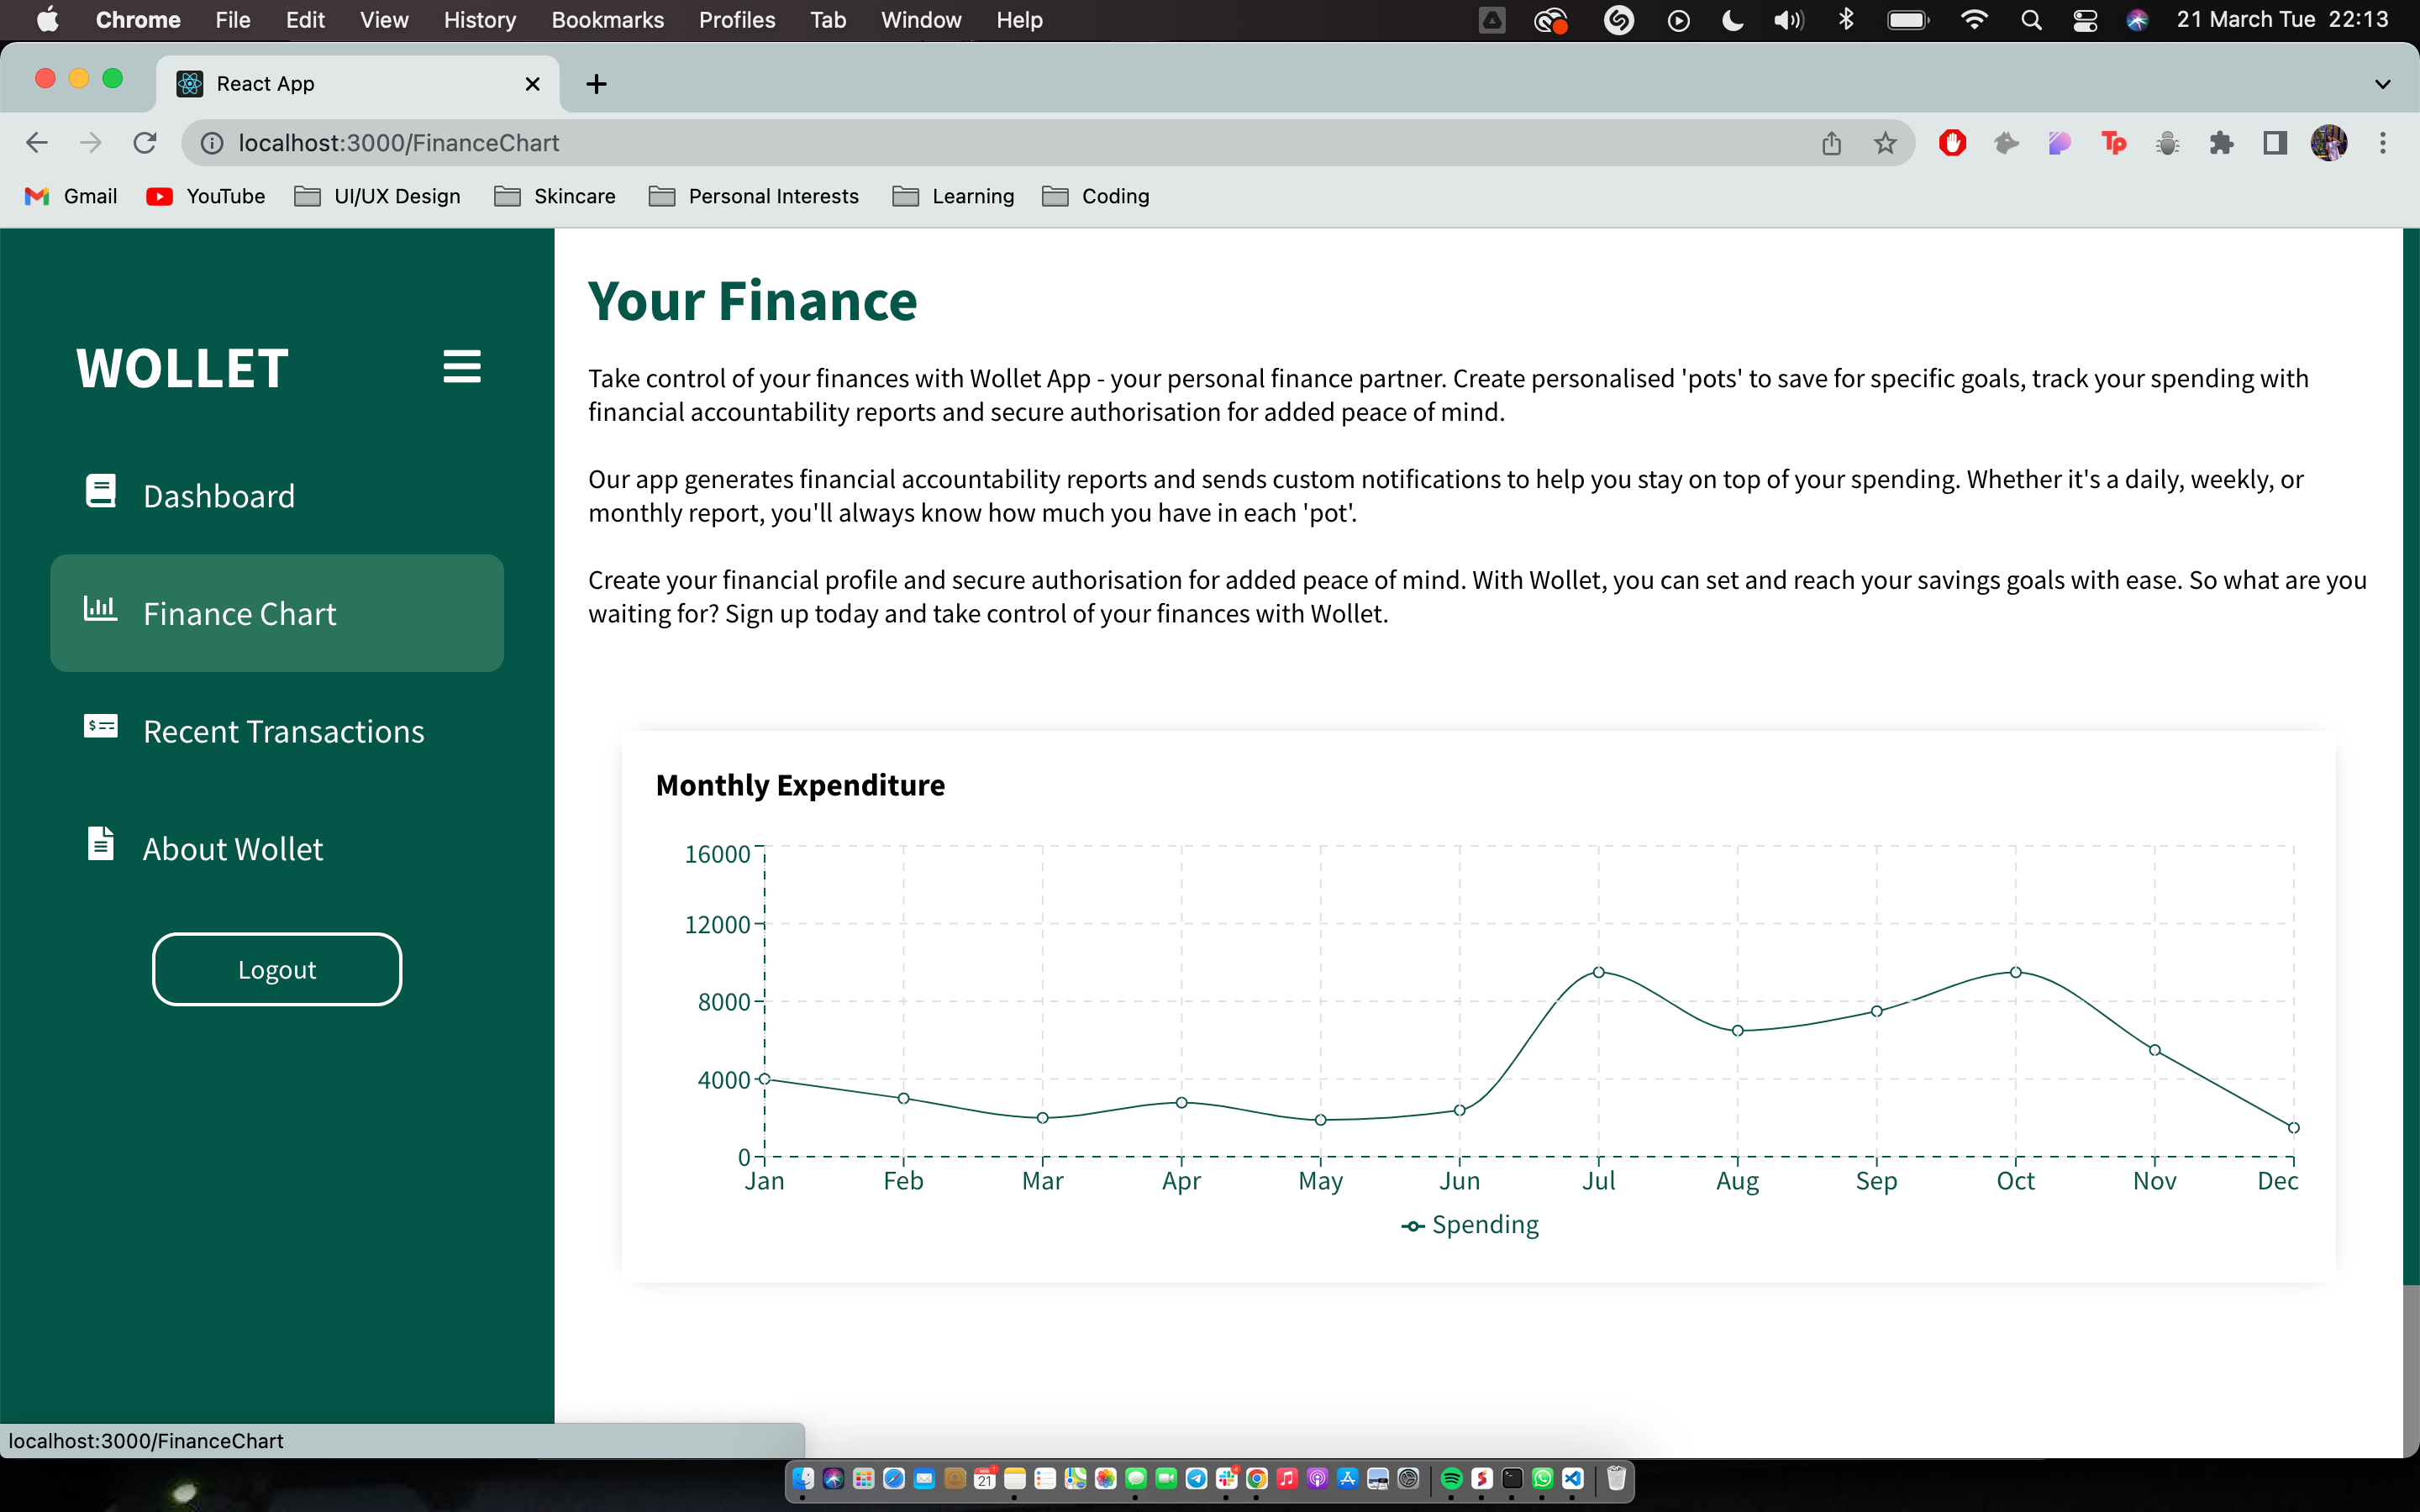 Chrome File Edit View History Bookmarks Profiles Tab Window Help 21 March Tue 22:13
React App
localhost:3000/FinanceChart
Gmail YouTube UI/UX Design Skincare Personal Interests Learning Coding
WOLLET
Dashboard
Finance Chart
Recent Transactions
About Wollet
Logout
Your Finance
Take control of your finances with Wollet App - your personal finance partner. Create personalised 'pots' to save for specific goals, track your spending with
financial accountability reports and secure authorisation for added peace of mind.
Our app generates financial accountability reports and sends custom notifications to help you stay on top of your spending. Whether it's a daily, weekly, or
monthly report, you'll always know how much you have in each 'pot'.
Create your financial profile and secure authorisation for added peace of mind. With Wollet, you can set and reach your savings goals with ease. So what are you
waiting for? Sign up today and take control of your finances with Wollet.
Monthly Expenditure
16000
12000
8000
4000
0
Jan Feb Mar Apr May Jun Jul Aug Sep Oct Nov Dec
Spending
localhost:3000/FinanceChart
21